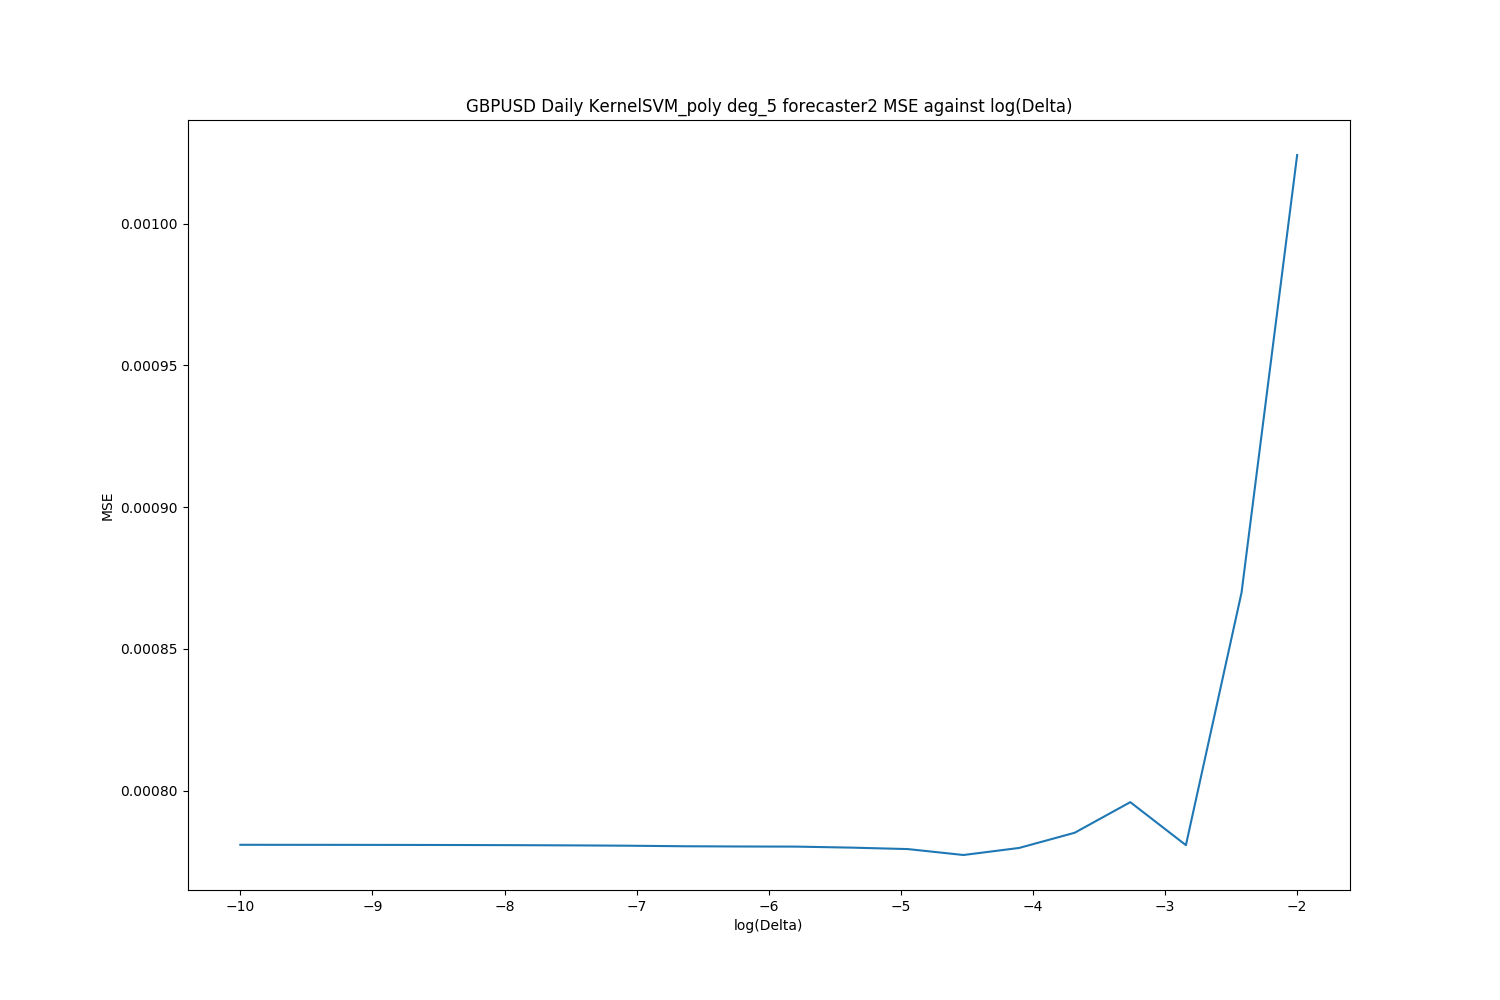 GBPUSD Daily KernelSVM_poly deg_5 forecaster2 MSE against log(Delta)
0.00100
0.00095
0.00090
0.00085
0.00080
MSE
−10 −9 −8 −7 −6 −5 −4 −3 −2
log(Delta)